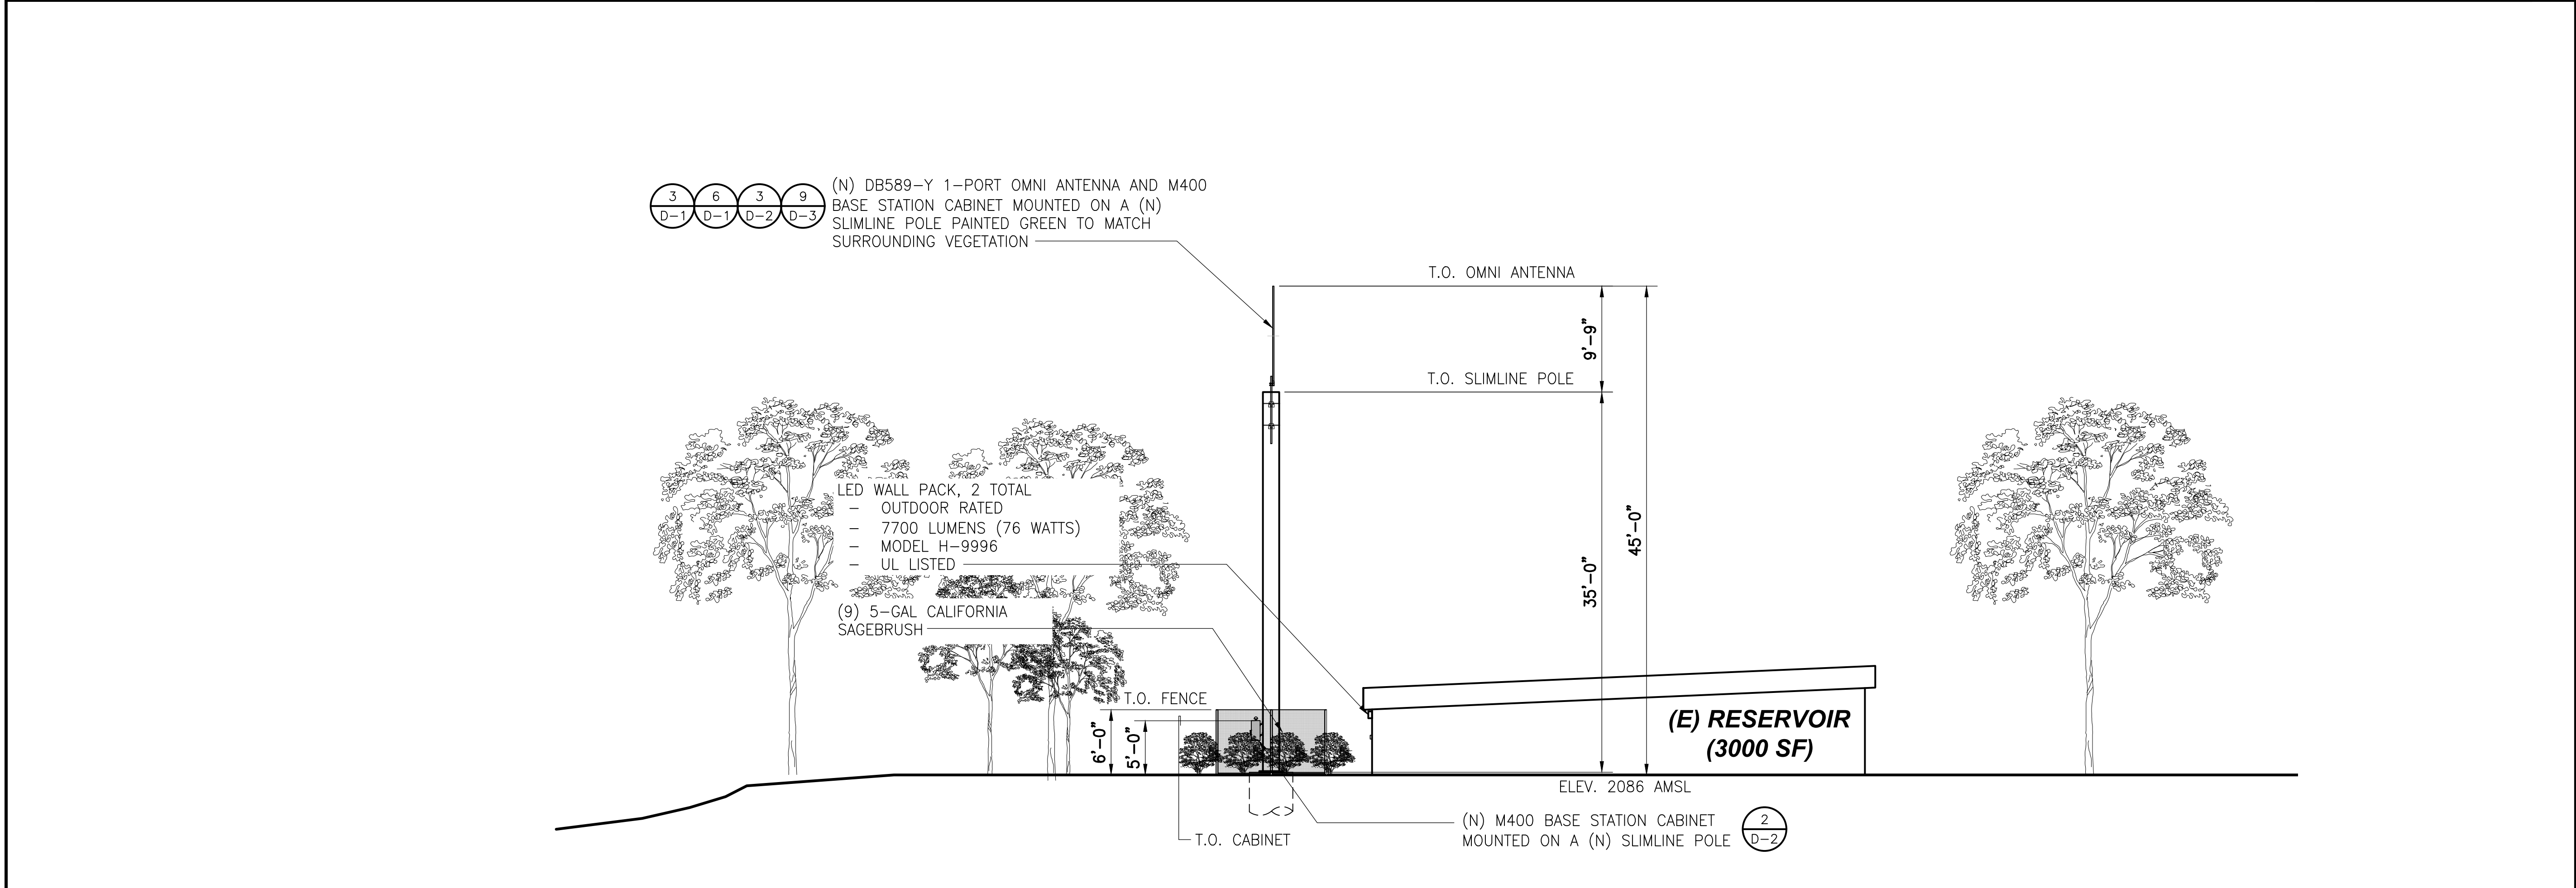 3 6 3 9
D-1 D-1 D-2 D-3
(N) DB589-Y 1-PORT OMNI ANTENNA AND M400
BASE STATION CABINET MOUNTED ON A (N)
SLIMLINE POLE PAINTED GREEN TO MATCH
SURROUNDING VEGETATION
T.O. OMNI ANTENNA
9'-9"
T.O. SLIMLINE POLE
45'-0"
35'-0"
LED WALL PACK, 2 TOTAL
- OUTDOOR RATED
- 7700 LUMENS (76 WATTS)
- MODEL H-9996
- UL LISTED
(9) 5-GAL CALIFORNIA
SAGEBRUSH
T.O. FENCE
6'-0"
5'-0"
(E) RESERVOIR
(3000 SF)
ELEV. 2086 AMSL
T.O. CABINET
(N) M400 BASE STATION CABINET
MOUNTED ON A (N) SLIMLINE POLE
2
D-2